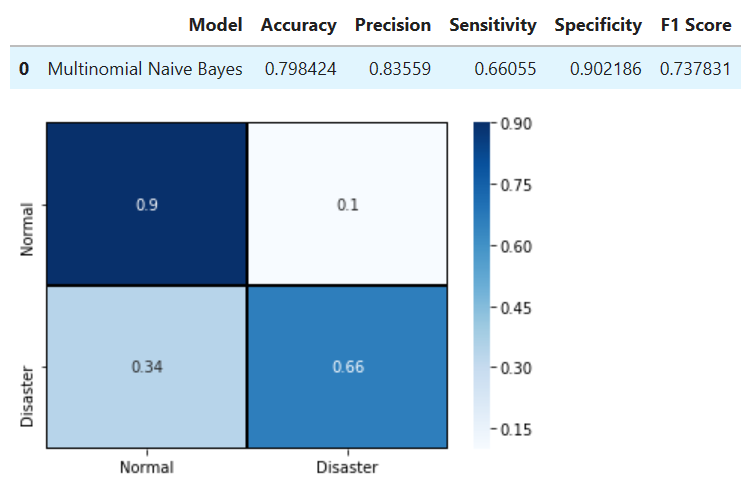 Model Accuracy Precision Sensitivity Specificity F1 Score
0 Multinomial Naive Bayes 0.798424 0.83559 0.66055 0.902186 0.737831
0.90
0.75
0.60
0.45
0.30
0.15
Normal
0.9 0.1
Disaster
0.34 0.66
Normal Disaster